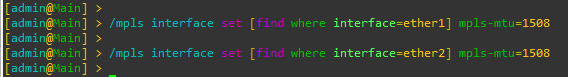 [admin@Main] >
[admin@Main] > /mpls interface set [find where interface=ether1] mpls-mtu=1508
[admin@Main] >
[admin@Main] > /mpls interface set [find where interface=ether2] mpls-mtu=1508
[admin@Main] >